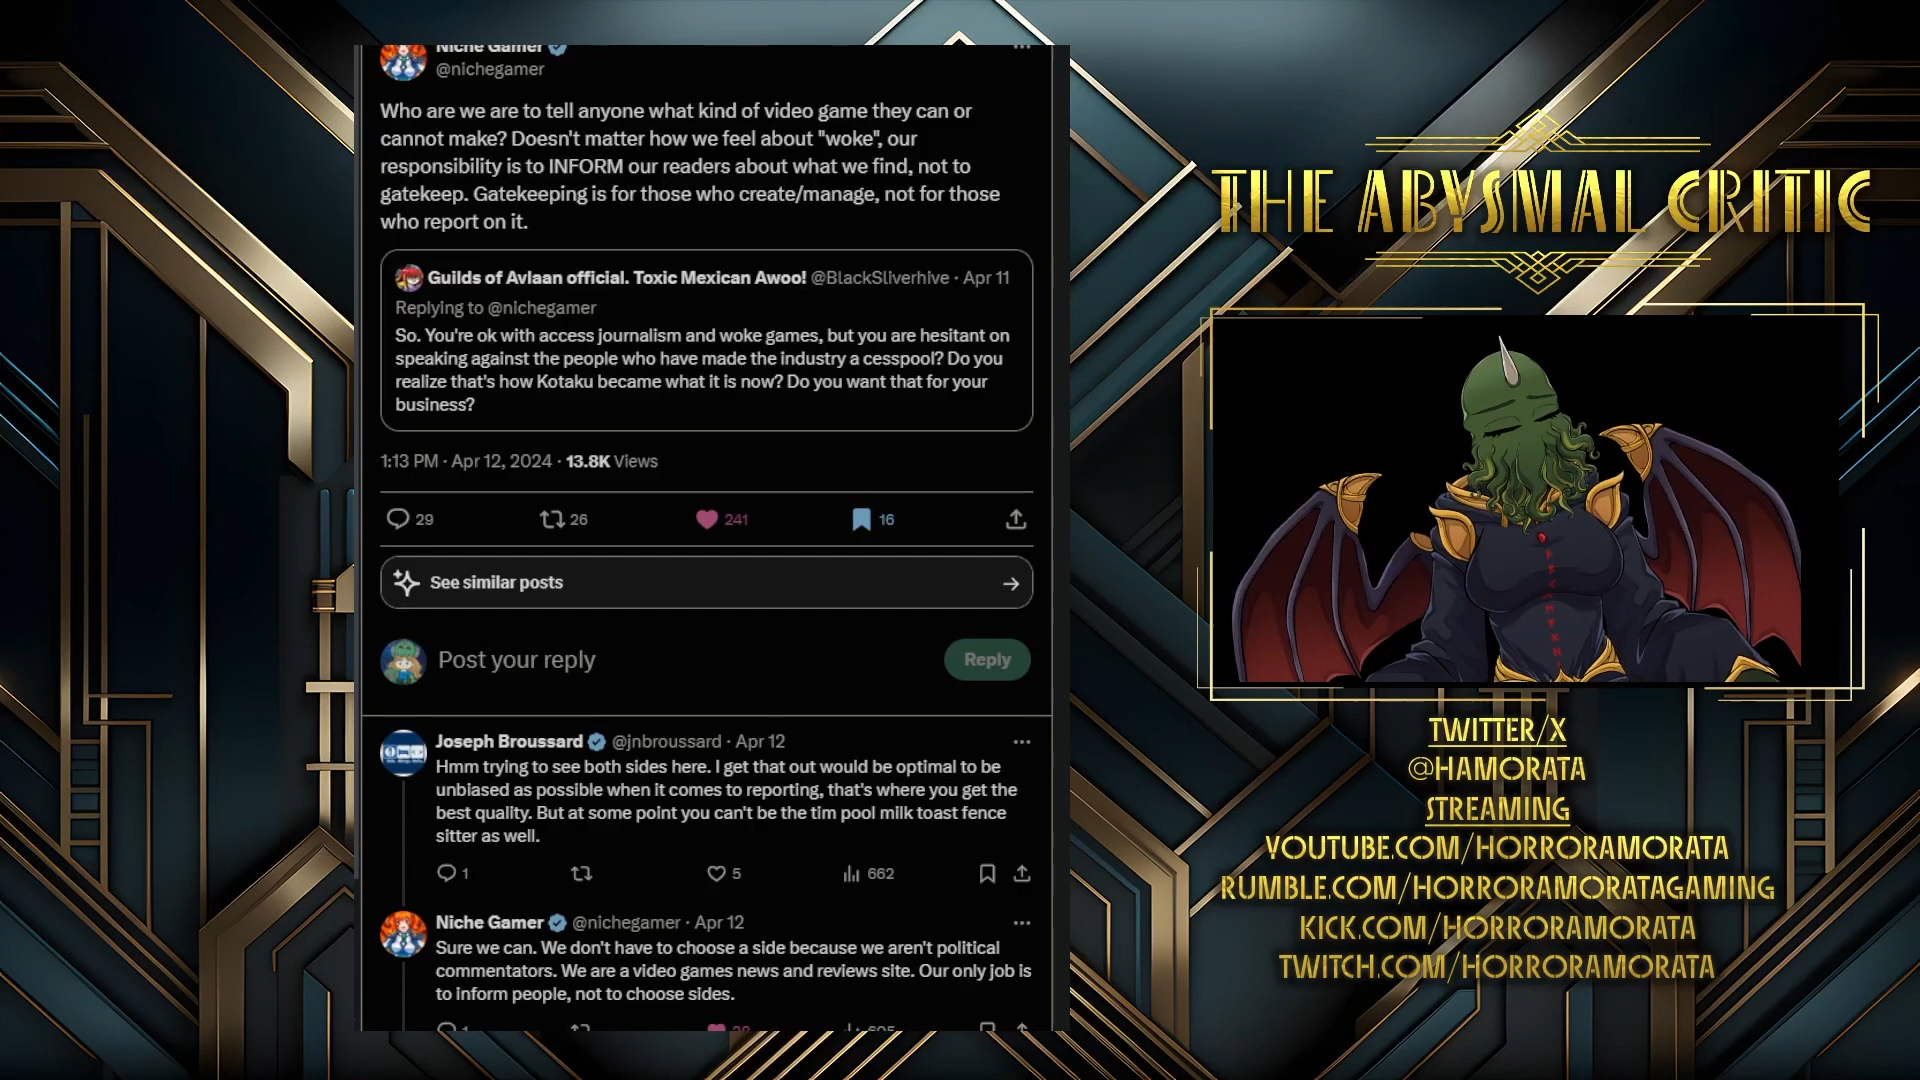 Niche Gamer
@nichegamer
Who are we are to tell anyone what kind of video game they can or
cannot make? Doesn't matter how we feel about "woke", our
responsibility is to INFORM our readers about what we find, not to
gatekeep. Gatekeeping is for those who create/manage, not for those
who report on it.
Guilds of Avlaan official. Toxic Mexican Awoo! @BlackSliverhive · Apr 11
Replying to @nichegamer
So. You're ok with access journalism and woke games, but you are hesitant on
speaking against the people who have made the industry a cesspool? Do you
realize that's how Kotaku became what it is now? Do you want that for your
business?
1:13 PM · Apr 12, 2024 · 13.8K Views
29 26 241 16
See similar posts
Post your reply
Reply
Joseph Broussard @jnbroussard · Apr 12
Hmm trying to see both sides here. I get that out would be optimal to be
unbiased as possible when it comes to reporting, that's where you get the
best quality. But at some point you can't be the tim pool milk toast fence
sitter as well.
1 5 662
Niche Gamer @nichegamer · Apr 12
Sure we can. We don't have to choose a side because we aren't political
commentators. We are a video games news and reviews site. Our only job is
to inform people, not to choose sides.
THE ABYSMAL CRITIC
TWITTER/X
@HAMORATA
STREAMING
YOUTUBE.COM/HORRORAMORATA
RUMBLE.COM/HORRORAMORATAGAMING
KICK.COM/HORRORAMORATA
TWITCH.COM/HORRORAMORATA